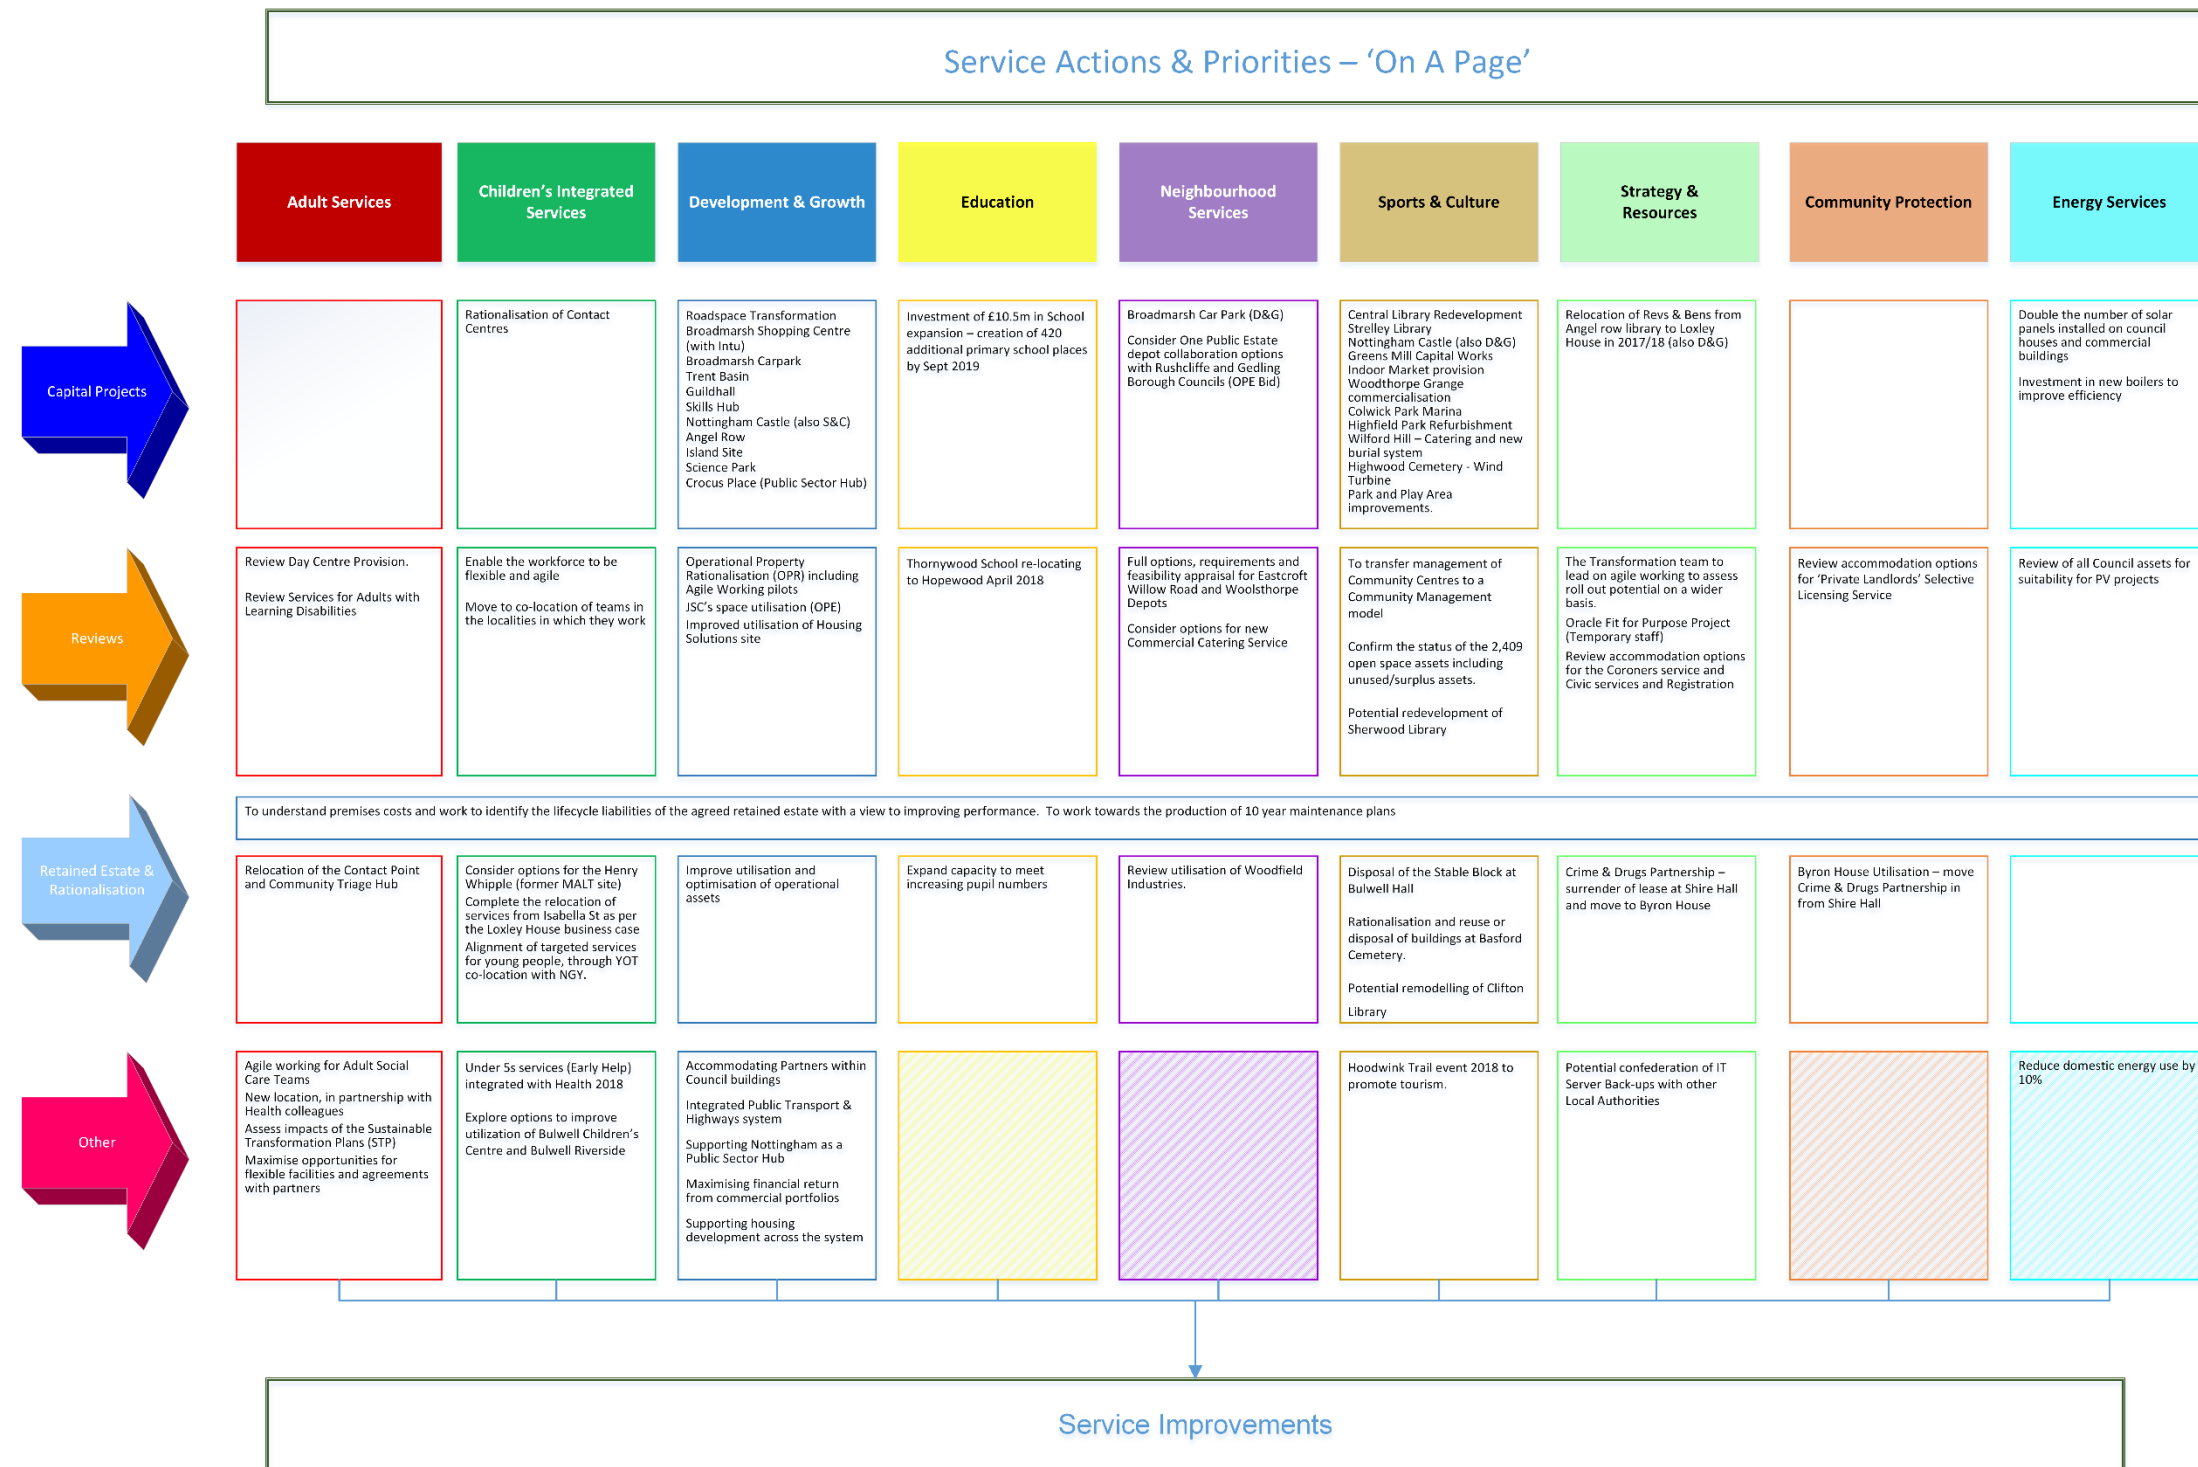 Service Actions & Priorities – ‘On A Page’
Adult Services
Children’s Integrated
Services
Development & Growth
Education
Neighbourhood
Services
Sports & Culture
Strategy &
Resources
Community Protection
Energy Services
Capital Projects
Rationalisation of Contact
Centres
Roadspace Transformation
Broadmarsh Shopping Centre
(with Intu)
Broadmarsh Carpark
Trent Basin
Guildhall
Skills Hub
Nottingham Castle (also S&C)
Angel Row
Island Site
Science Park
Crocus Place (Public Sector Hub)
Investment of £10.5m in School
expansion – creation of 420
additional primary school places
by Sept 2019
Broadmarsh Car Park (D&G)
Consider One Public Estate
depot collaboration options
with Rushcliffe and Gedling
Borough Councils (OPE Bid)
Central Library Redevelopment
Strelley Library
Nottingham Castle (also D&G)
Greens Mill Capital Works
Indoor Market provision
Woodthorpe Grange
commercialisation
Colwick Park Marina
Highfield Park Refurbishment
Wilford Hill – Catering and new
burial system
Highwood Cemetery - Wind
Turbine
Park and Play Area
improvements.
Relocation of Revs & Bens from
Angel row library to Loxley
House in 2017/18 (also D&G)
Double the number of solar
panels installed on council
houses and commercial
buildings
Investment in new boilers to
improve efficiency
Reviews
Review Day Centre Provision.
Review Services for Adults with
Learning Disabilities
Enable the workforce to be
flexible and agile
Move to co-location of teams in
the localities in which they work
Operational Property
Rationalisation (OPR) including
Agile Working pilots
JSC’s space utilisation (OPE)
Improved utilisation of Housing
Solutions site
Thornywood School re-locating
to Hopewood April 2018
Full options, requirements and
feasibility appraisal for Eastcroft
Willow Road and Woolsthorpe
Depots
Consider options for new
Commercial Catering Service
To transfer management of
Community Centres to a
Community Management
model
Confirm the status of the 2,409
open space assets including
unused/surplus assets.
Potential redevelopment of
Sherwood Library
The Transformation team to
lead on agile working to assess
roll out potential on a wider
basis.
Oracle Fit for Purpose Project
(Temporary staff)
Review accommodation options
for the Coroners service and
Civic services and Registration
Review accommodation options
for ‘Private Landlords’ Selective
Licensing Service
Review of all Council assets for
suitability for PV projects
To understand premises costs and work to identify the lifecycle liabilities of the agreed retained estate with a view to improving performance. To work towards the production of 10 year maintenance plans
Retained Estate &
Rationalisation
Relocation of the Contact Point
and Community Triage Hub
Consider options for the Henry
Whipple (former MALT site)
Complete the relocation of
services from Isabella St as per
the Loxley House business case
Alignment of targeted services
for young people, through YOT
co-location with NGY.
Improve utilisation and
optimisation of operational
assets
Expand capacity to meet
increasing pupil numbers
Review utilisation of Woodfield
Industries.
Disposal of the Stable Block at
Bulwell Hall
Rationalisation and reuse or
disposal of buildings at Basford
Cemetery.
Potential remodelling of Clifton
Library
Crime & Drugs Partnership –
surrender of lease at Shire Hall
and move to Byron House
Byron House Utilisation – move
Crime & Drugs Partnership in
from Shire Hall
Other
Agile working for Adult Social
Care Teams
New location, in partnership with
Health colleagues
Assess impacts of the Sustainable
Transformation Plans (STP)
Maximise opportunities for
flexible facilities and agreements
with partners
Under 5s services (Early Help)
integrated with Health 2018
Explore options to improve
utilization of Bulwell Children’s
Centre and Bulwell Riverside
Accommodating Partners within
Council buildings
Integrated Public Transport &
Highways system
Supporting Nottingham as a
Public Sector Hub
Maximising financial return
from commercial portfolios
Supporting housing
development across the system
Hoodwink Trail event 2018 to
promote tourism.
Potential confederation of IT
Server Back-ups with other
Local Authorities
Reduce domestic energy use by
10%
Service Improvements